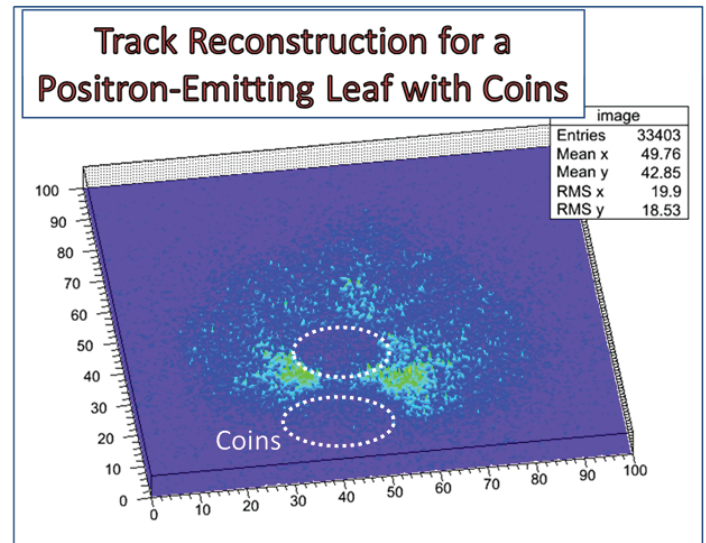 Track Reconstruction for a
Positron-Emitting Leaf with Coins
image
Entries 33403
Mean x 49.76
Mean y 42.85
RMS x 19.9
RMS y 18.53
100
90
80
70
60
50
40
30
20
10
0
Coins
0 10 20 30 40 50 60 70 80 90 100